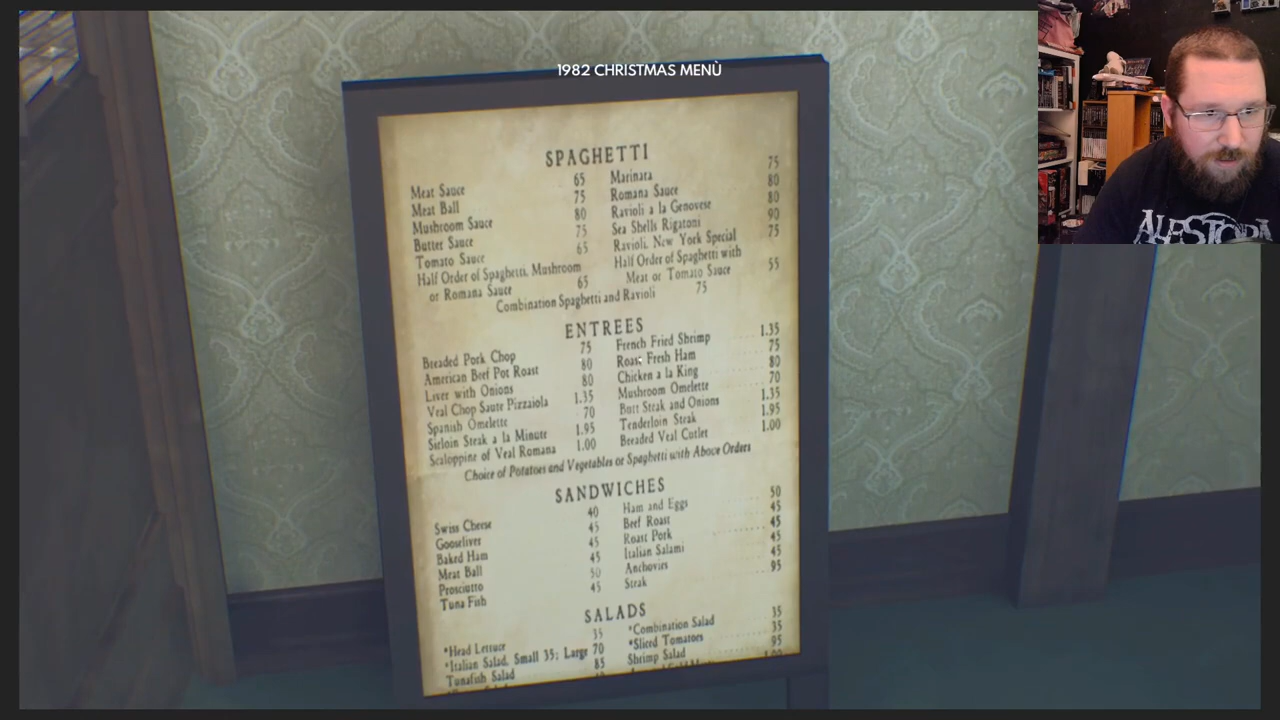 1982 CHRISTMAS MENÙ
SPAGHETTI
Meat Sauce 65 Marinara 75
Meat Ball 75 Romana Sauce 80
Mushroom Sauce 80 Ravioli a la Genovese 80
Butter Sauce 75 Sea Shells Rigatoni 90
Tomato Sauce 65 Ravioli, New York Special 75
Half Order of Spaghetti, Mushroom Half Order of Spaghetti with
or Romana Sauce 65 Meat or Tomato Sauce 55
Combination Spaghetti and Ravioli 75
ENTREES
Breaded Pork Chop 75 French Fried Shrimp 1.35
American Beef Pot Roast 80 Roast Fresh Ham 75
Liver with Onions 80 Chicken a la King 80
Veal Chop Saute Pizzaiola 1.35 Mushroom Omelette 70
Spanish Omelette 70 Butt Steak and Onions 1.35
Sirloin Steak a la Minute 1.95 Tenderloin Steak 1.95
Scaloppine of Veal Romana 1.00 Breaded Veal Cutlet 1.00
Choice of Potatoes and Vegetables or Spaghetti with Above Orders
SANDWICHES
Swiss Cheese 40 Ham and Eggs 50
Gooseliver 45 Beef Roast 45
Baked Ham 45 Roast Pork 45
Meat Ball 45 Italian Salami 45
Prosciutto 50 Anchovies 45
Tuna Fish 45 Steak 95
SALADS
*Head Lettuce 35 *Combination Salad 35
*Italian Salad, Small 35; Large 70 *Sliced Tomatoes 35
Tunafish Salad 85 Shrimp Salad 95
ALESTORM